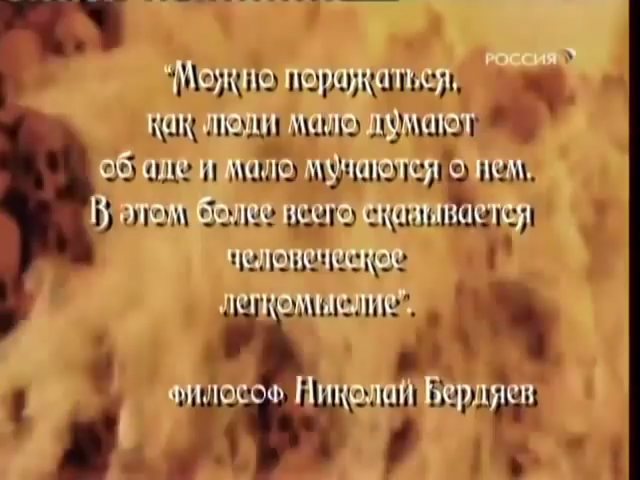 РОССИЯ
"Можно поражаться,
как люди мало думают
об аде и мало мучаются о нем.
В этом более всего сказывается
человеческое
легкомыслие".
философ Николай Бердяев